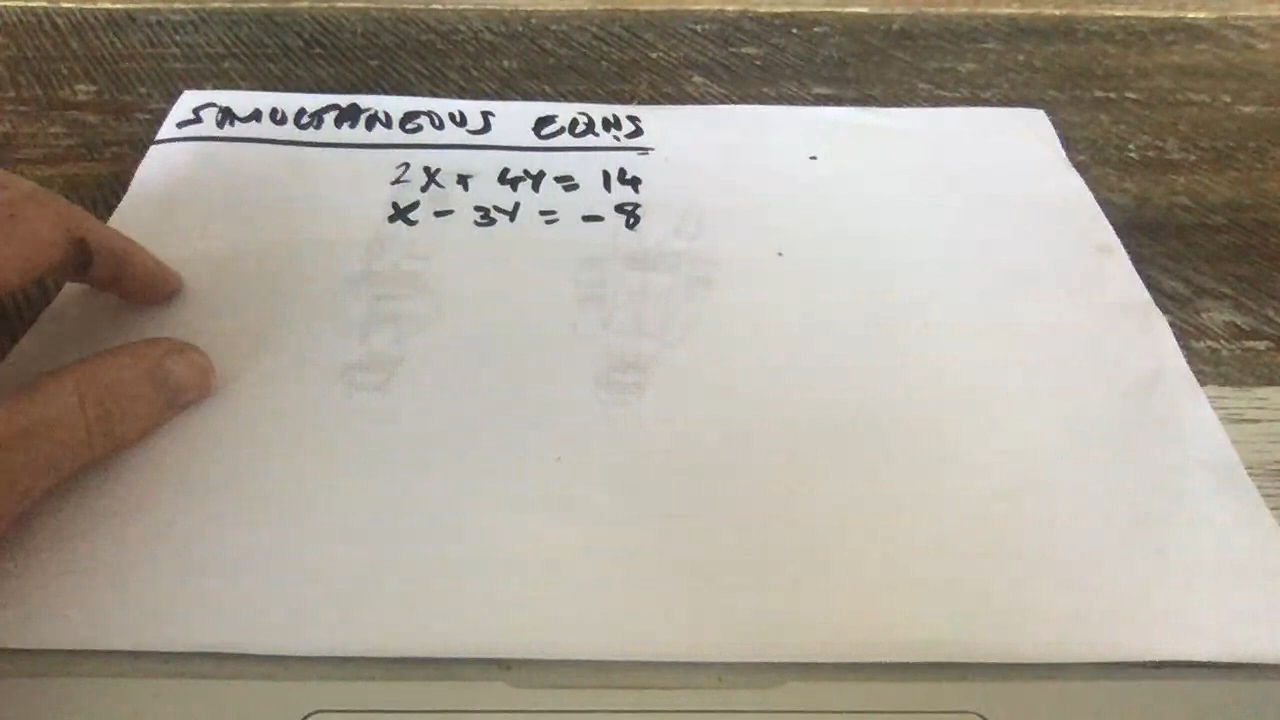 SIMULTANEOUS EQNS
2X + 4Y = 14
X - 3Y = - 8